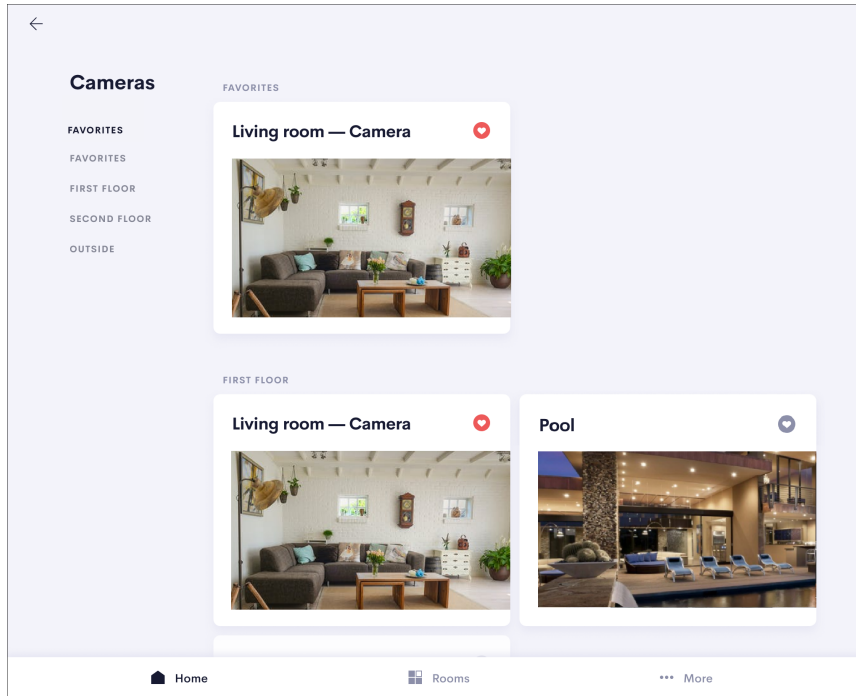 Cameras
FAVORITES
FAVORITES
FIRST FLOOR
SECOND FLOOR
OUTSIDE
FAVORITES
Living room — Camera
FIRST FLOOR
Living room — Camera
Pool
Home
Rooms
More